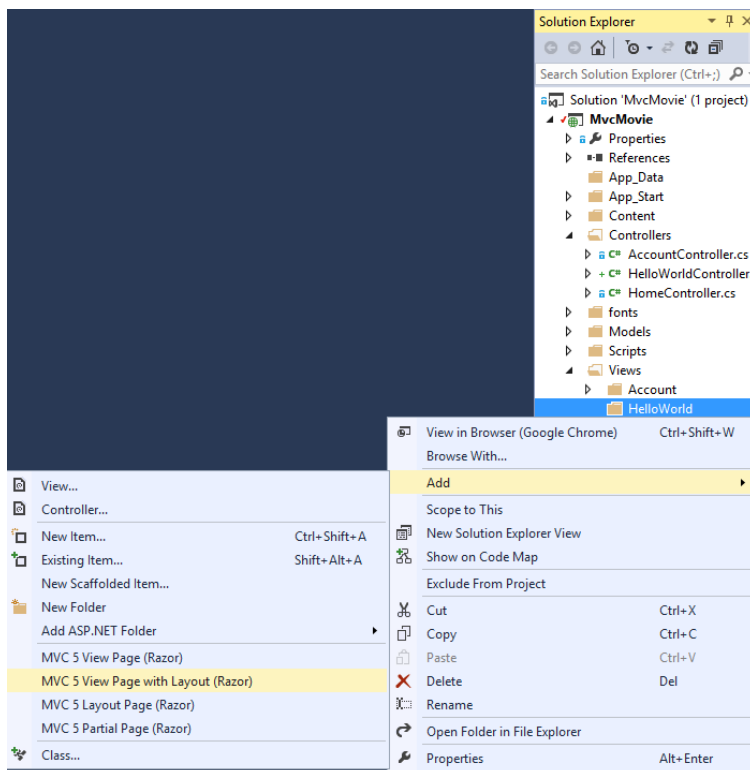 Solution Explorer
Search Solution Explorer (Ctrl+;)
Solution 'MvcMovie' (1 project)
MvcMovie
Properties
References
App_Data
App_Start
Content
Controllers
C# AccountController.cs
C# HelloWorldController
C# HomeController.cs
fonts
Models
Scripts
Views
Account
HelloWorld
View in Browser (Google Chrome) Ctrl+Shift+W
Browse With...
Add
Scope to This
New Solution Explorer View
Show on Code Map
Exclude From Project
Cut Ctrl+X
Copy Ctrl+C
Paste Ctrl+V
Delete Del
Rename
Open Folder in File Explorer
Properties Alt+Enter
View...
Controller...
New Item... Ctrl+Shift+A
Existing Item... Shift+Alt+A
New Scaffolded Item...
New Folder
Add ASP.NET Folder
MVC 5 View Page (Razor)
MVC 5 View Page with Layout (Razor)
MVC 5 Layout Page (Razor)
MVC 5 Partial Page (Razor)
Class...